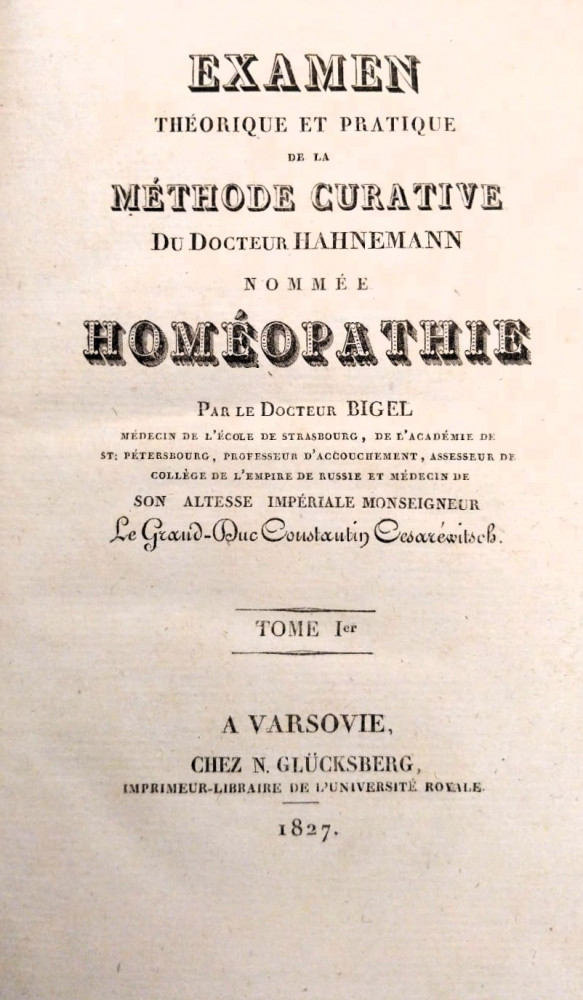 EXAMEN
THÉORIQUE ET PRATIQUE
DE LA
MÉTHODE CURATIVE
DU DOCTEUR HAHNEMANN
NOMMÉE
HOMÉOPATHIE
PAR LE DOCTEUR BIGEL
MÉDECIN DE L'ÉCOLE DE STRASBOURG, DE L'ACADÉMIE DE
ST: PÉTERSBOURG, PROFESSEUR D'ACCOUCHEMENT, ASSESSEUR DE
COLLÈGE DE L'EMPIRE DE RUSSIE ET MÉDECIN DE
SON ALTESSE IMPÉRIALE MONSEIGNEUR
Le Grand-Duc Constantin Cesaréwitsch.
TOME Ier
A VARSOVIE,
CHEZ N. GLÜCKSBERG,
IMPRIMEUR-LIBRAIRE DE L'UNIVERSITÉ ROYALE.
1827.